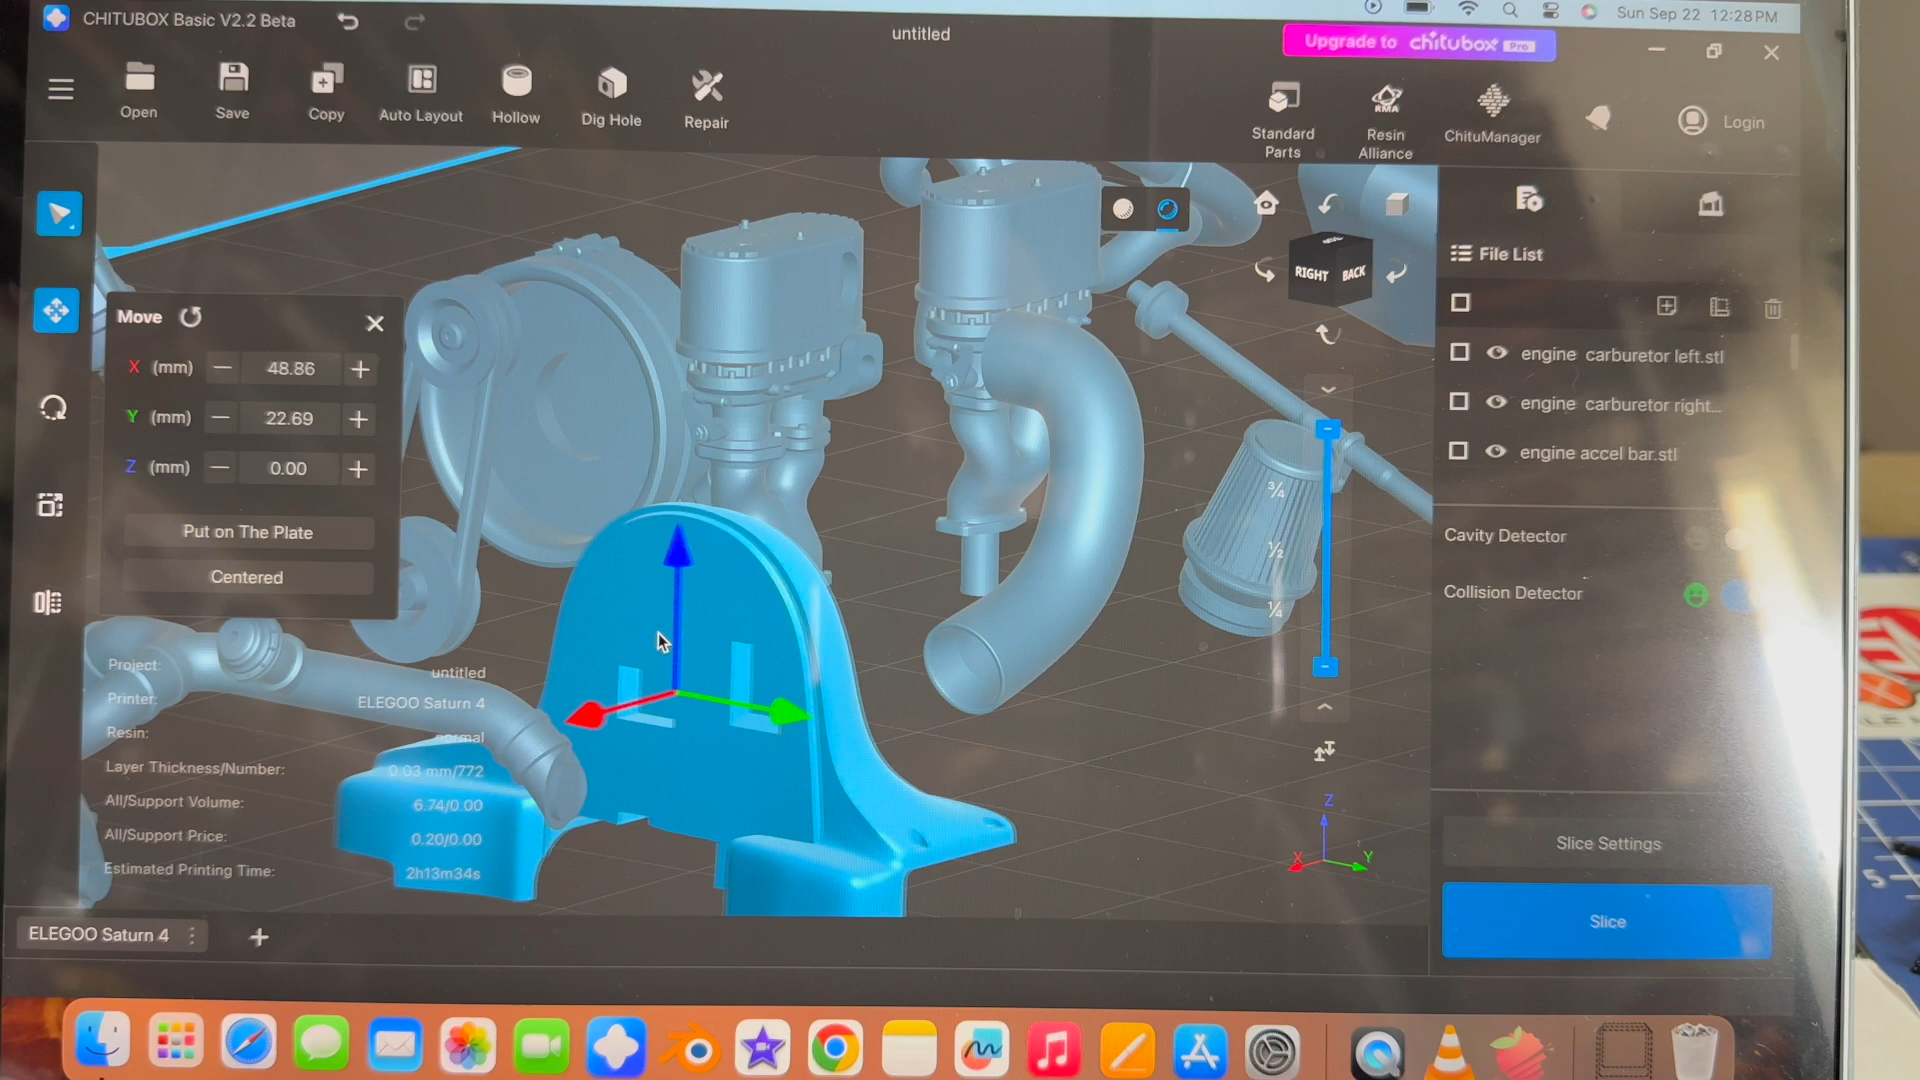 CHITUBOX Basic V2.2 Beta
untitled
Sun Sep 22 12:28 PM
Upgrade to chitubox Pro
Open
Save
Copy
Auto Layout
Hollow
Dig Hole
Repair
Standard Parts
Resin Alliance
RMA
ChituManager
Login
Move
X (mm) 48.86
Y (mm) 22.69
Z (mm) 0.00
Put on The Plate
Centered
RIGHT
BACK
3/4
1/2
1/4
Z
X
Y
File List
engine carburetor left.stl
engine carburetor right...
engine accel bar.stl
Cavity Detector
Collision Detector
Slice Settings
Slice
Project: untitled
Printer: ELEGOO Saturn 4
Resin: normal
Layer Thickness/Number: 0.03 mm/772
All/Support Volume: 6.74/0.00
All/Support Price: 0.20/0.00
Estimated Printing Time: 2h13m34s
ELEGOO Saturn 4
5